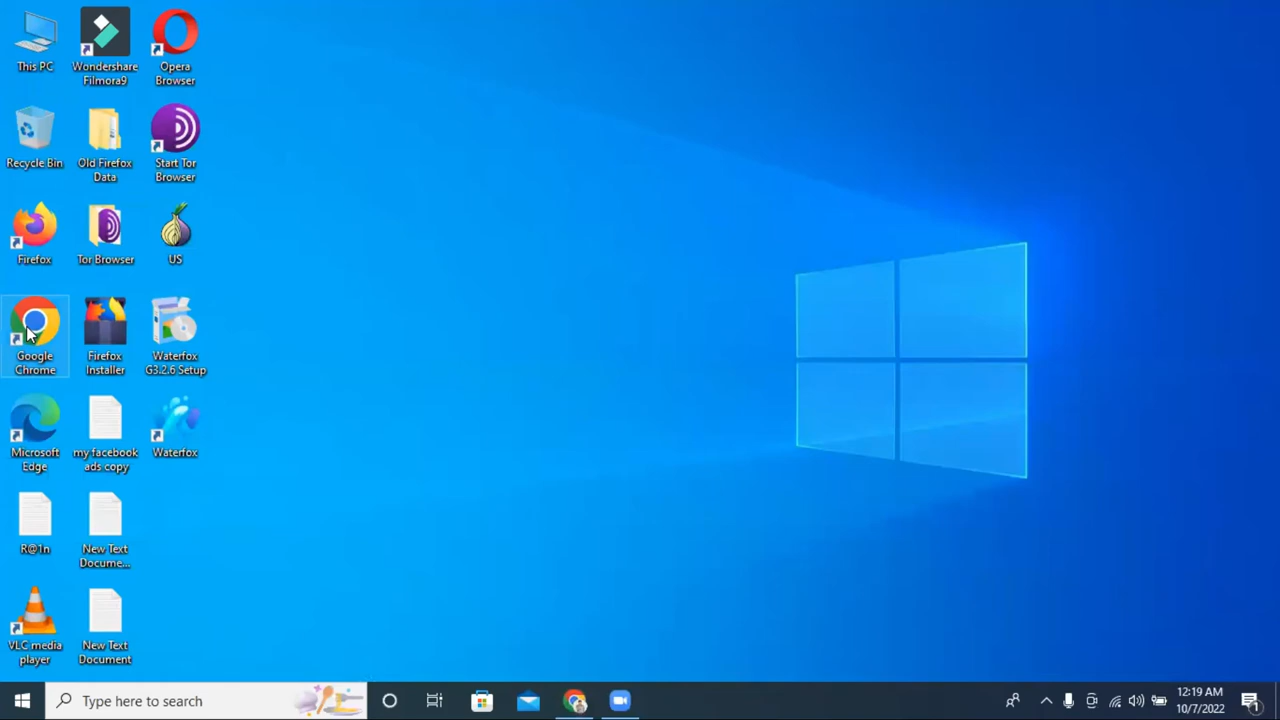 This PC
Wondershare
Filmora9
Opera
Browser
Recycle Bin
Old Firefox
Data
Start Tor
Browser
Firefox
Tor Browser
US
Google
Chrome
Firefox
Installer
Waterfox
G3.2.6 Setup
Microsoft
Edge
my facebook
ads copy
Waterfox
R@1n
New Text
Docume...
VLC media
player
New Text
Document
Type here to search
12:19 AM
10/7/2022
1